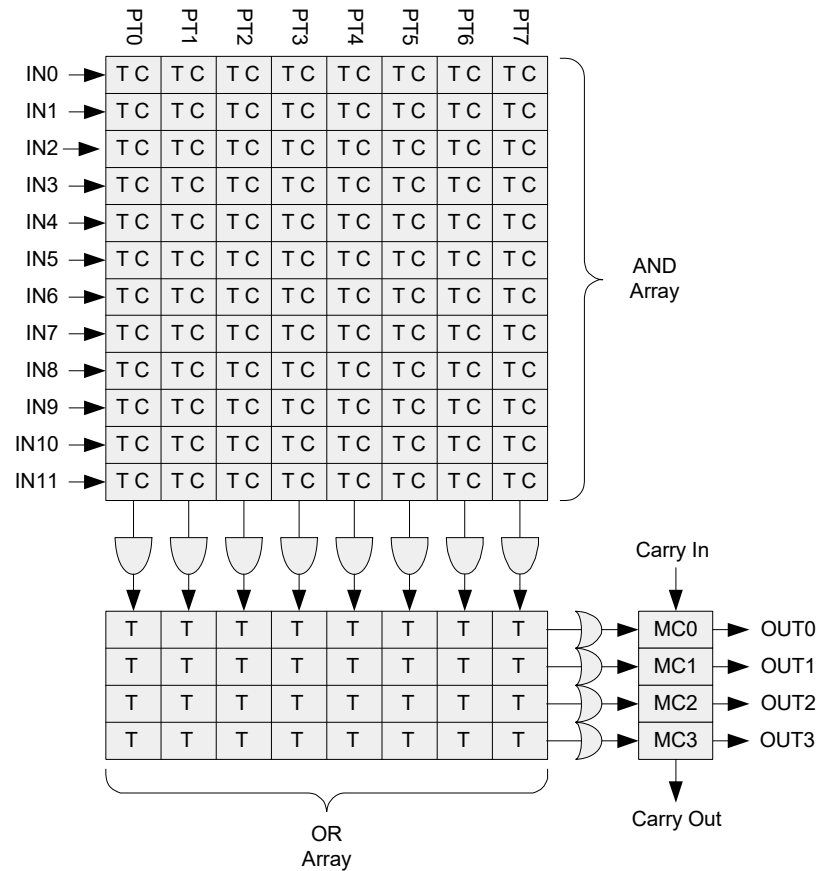 PT0 PT1 PT2 PT3 PT4 PT5 PT6 PT7
IN0 T C T C T C T C T C T C T C T C
IN1 T C T C T C T C T C T C T C T C
IN2 T C T C T C T C T C T C T C T C
IN3 T C T C T C T C T C T C T C T C
IN4 T C T C T C T C T C T C T C T C
IN5 T C T C T C T C T C T C T C T C
IN6 T C T C T C T C T C T C T C T C
IN7 T C T C T C T C T C T C T C T C
IN8 T C T C T C T C T C T C T C T C
IN9 T C T C T C T C T C T C T C T C
IN10 T C T C T C T C T C T C T C T C
IN11 T C T C T C T C T C T C T C T C
AND
Array
Carry In
T T T T T T T T MC0 OUT0
T T T T T T T T MC1 OUT1
T T T T T T T T MC2 OUT2
T T T T T T T T MC3 OUT3
Carry Out
OR
Array